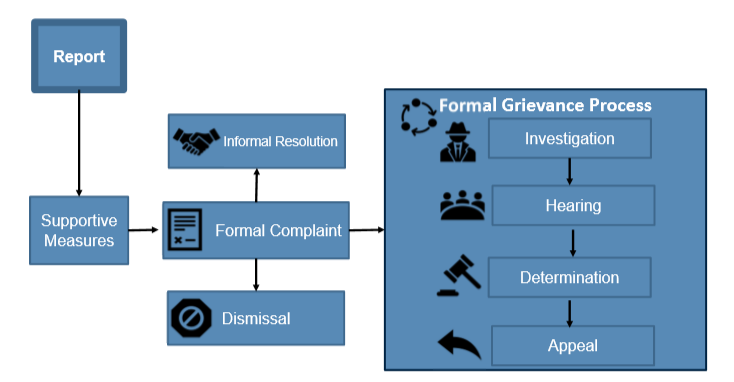 Report
Supportive
Measures
Informal Resolution
Formal Complaint
Dismissal
Formal Grievance Process
Investigation
Hearing
Determination
Appeal